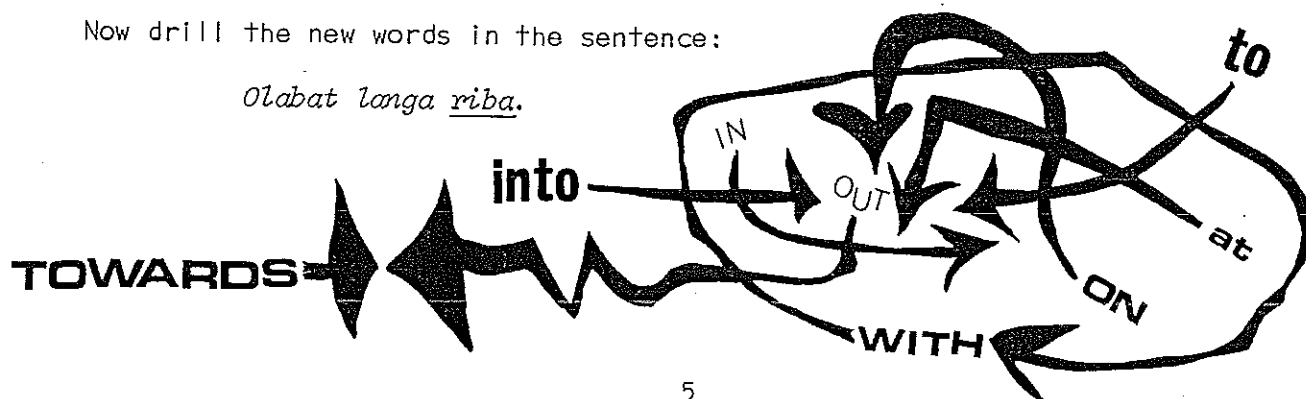 Now drill the new words in the sentence:
Olabat langa riba.
to
IN
into
OUT
at
TOWARDS
ON
WITH
5